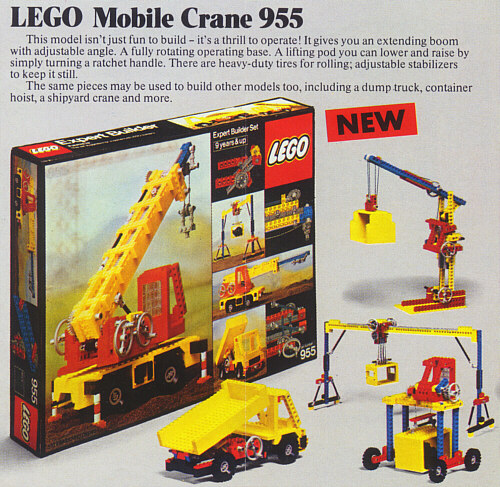 LEGO Mobile Crane 955
This model isn't just fun to build – it's a thrill to operate! It gives you an extending boom
with adjustable angle. A fully rotating operating base. A lifting pod you can lower and raise by
simply turning a ratchet handle. There are heavy-duty tires for rolling; adjustable stabilizers
to keep it still.
The same pieces may be used to build other models too, including a dump truck, container
hoist, a shipyard crane and more.
NEW
Expert Builder
Expert Builder Set
9 years & up
LEGO
955
955
LEGO